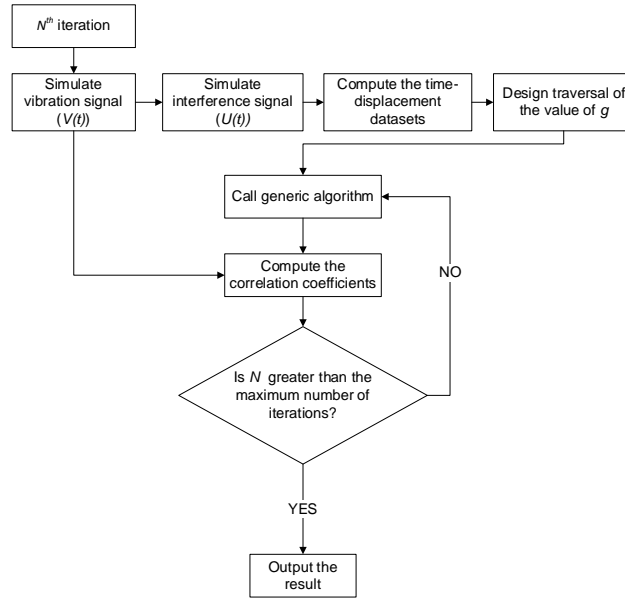 Nth iteration
Simulate
vibration signal
(V(t))
Simulate
interference signal
(U(t))
Compute the time-
displacement
datasets
Design traversal of
the value of g
Call generic algorithm
Compute the
correlation coefficients
NO
Is N greater than the
maximum number of
iterations?
YES
Output the
result